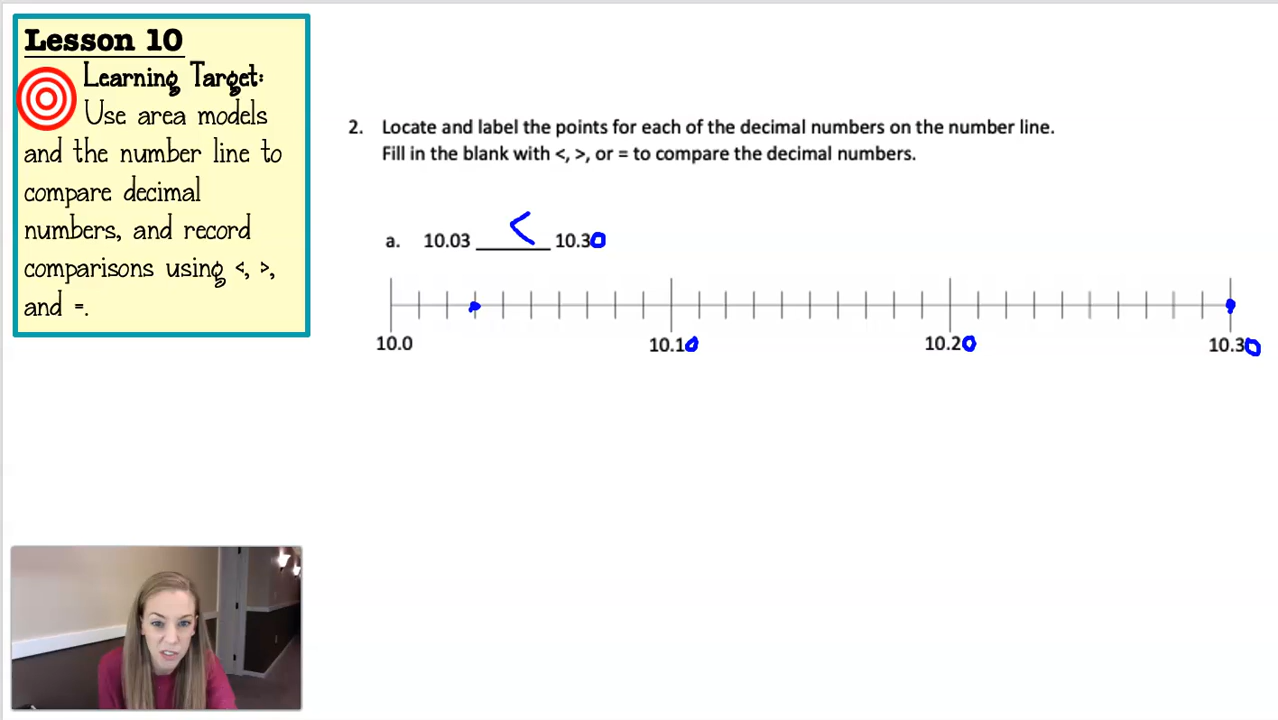 Lesson 10
Learning Target:
Use area models
and the number line to
compare decimal
numbers, and record
comparisons using <, >,
and =.
2. Locate and label the points for each of the decimal numbers on the number line.
Fill in the blank with <, >, or = to compare the decimal numbers.
a. 10.03 ___<___ 10.30
10.0 10.10 10.20 10.30